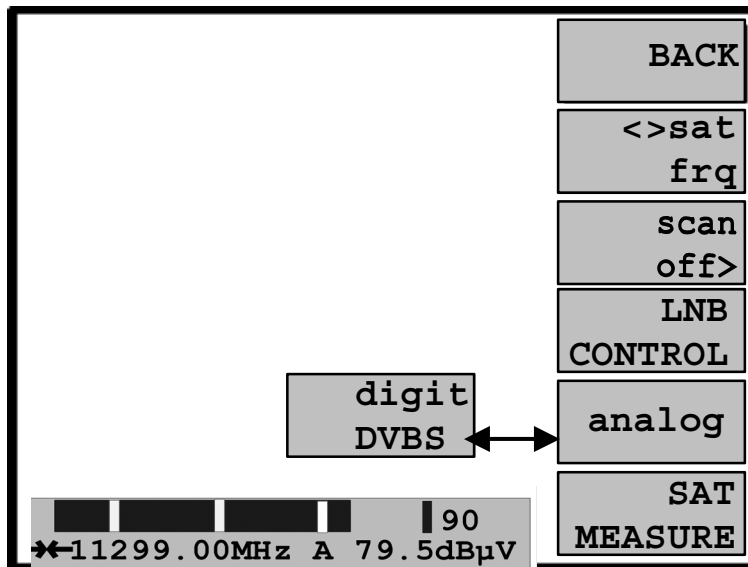 BACK
<>sat
frq
scan
off>
LNB
CONTROL
digit
DVBS
analog
SAT
MEASURE
90
11299.00MHz A 79.5dBµV